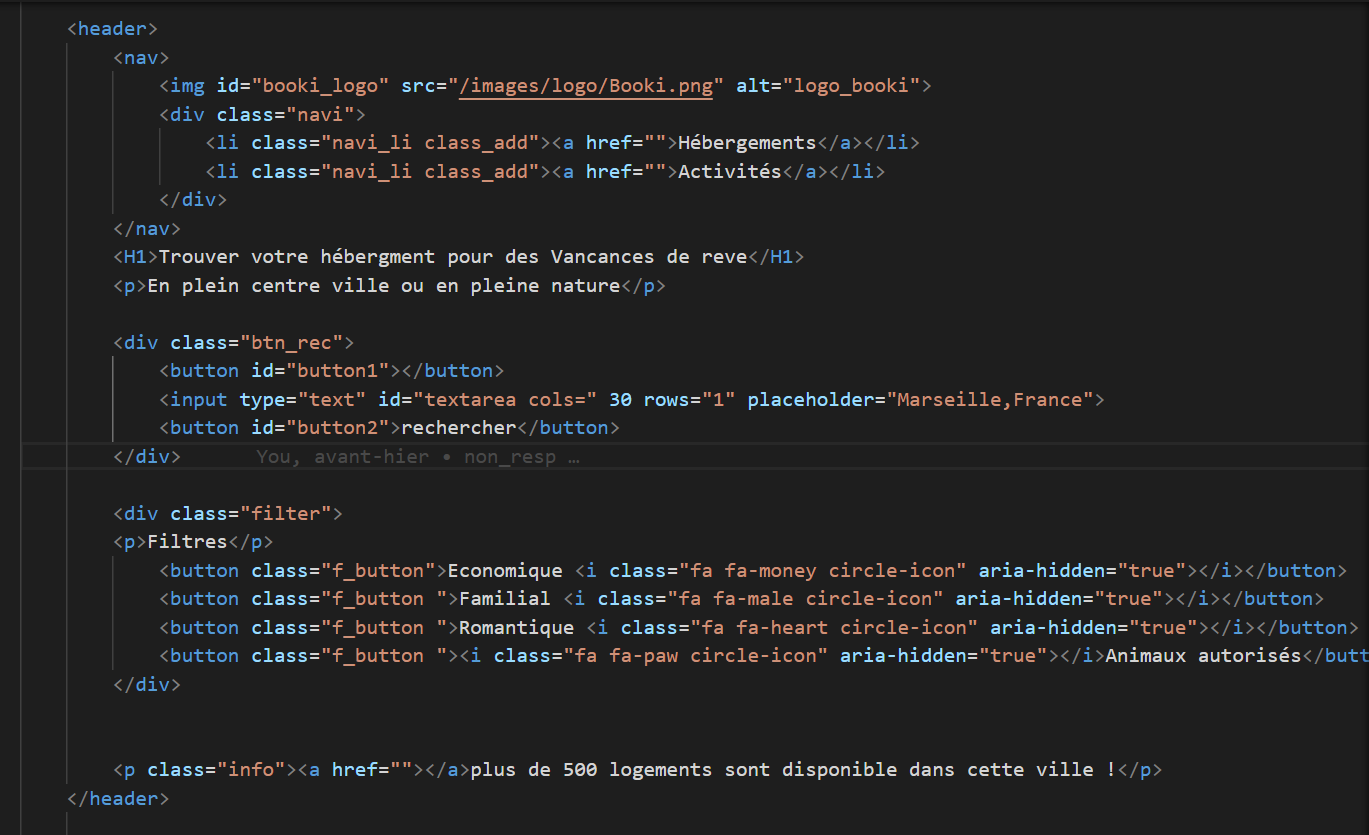 <header>
<nav>
<img id="booki_logo" src="/images/logo/Booki.png" alt="logo_booki">
<div class="navi">
<li class="navi_li class_add"><a href="">Hébergements</a></li>
<li class="navi_li class_add"><a href="">Activités</a></li>
</div>
</nav>
<H1>Trouver votre hébergment pour des Vancances de reve</H1>
<p>En plein centre ville ou en pleine nature</p>
<div class="btn_rec">
<button id="button1"></button>
<input type="text" id="textarea cols=" 30 rows="1" placeholder="Marseille,France">
<button id="button2">rechercher</button>
</div> You, avant-hier • non_resp …
<div class="filter">
<p>Filtres</p>
<button class="f_button">Economique <i class="fa fa-money circle-icon" aria-hidden="true"></i></button>
<button class="f_button ">Familial <i class="fa fa-male circle-icon" aria-hidden="true"></i></button>
<button class="f_button ">Romantique <i class="fa fa-heart circle-icon" aria-hidden="true"></i></button>
<button class="f_button "><i class="fa fa-paw circle-icon" aria-hidden="true"></i>Animaux autorisés</butt
</div>
<p class="info"><a href=""></a>plus de 500 logements sont disponible dans cette ville !</p>
</header>